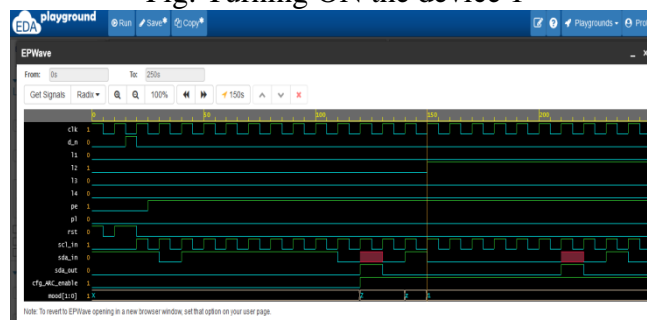 Fig: Turning ON the device 1
EDA playground Run Save Copy Playgrounds
EPWave
From: 0s To: 250s
Get Signals Radix 100% 150s
0 50 100 150 200
clk 1
d_n 0
l1 0
l2 1
l3 0
l4 0
pe 1
pl 0
rst 0
scl_in 1
sda_in 0
sda_out 0
cfg_ARC_enable 1
mood[1:0] 1 X
Note: To revert to EPWave opening in a new browser window, set that option on your user page.